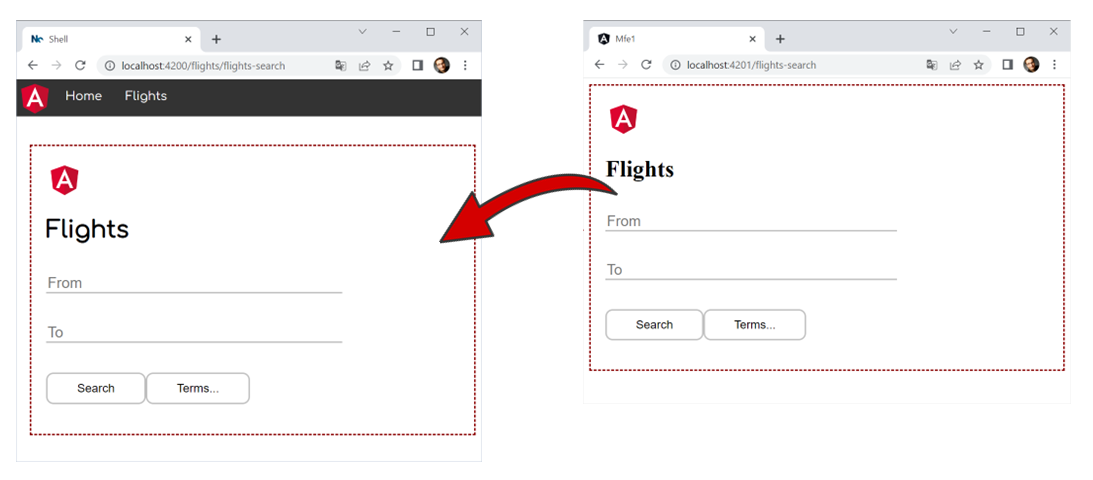 Shell
localhost:4200/flights/flights-search
Home Flights
Flights
From
To
Search Terms...
Mfe1
localhost:4201/flights-search
Flights
From
To
Search Terms...